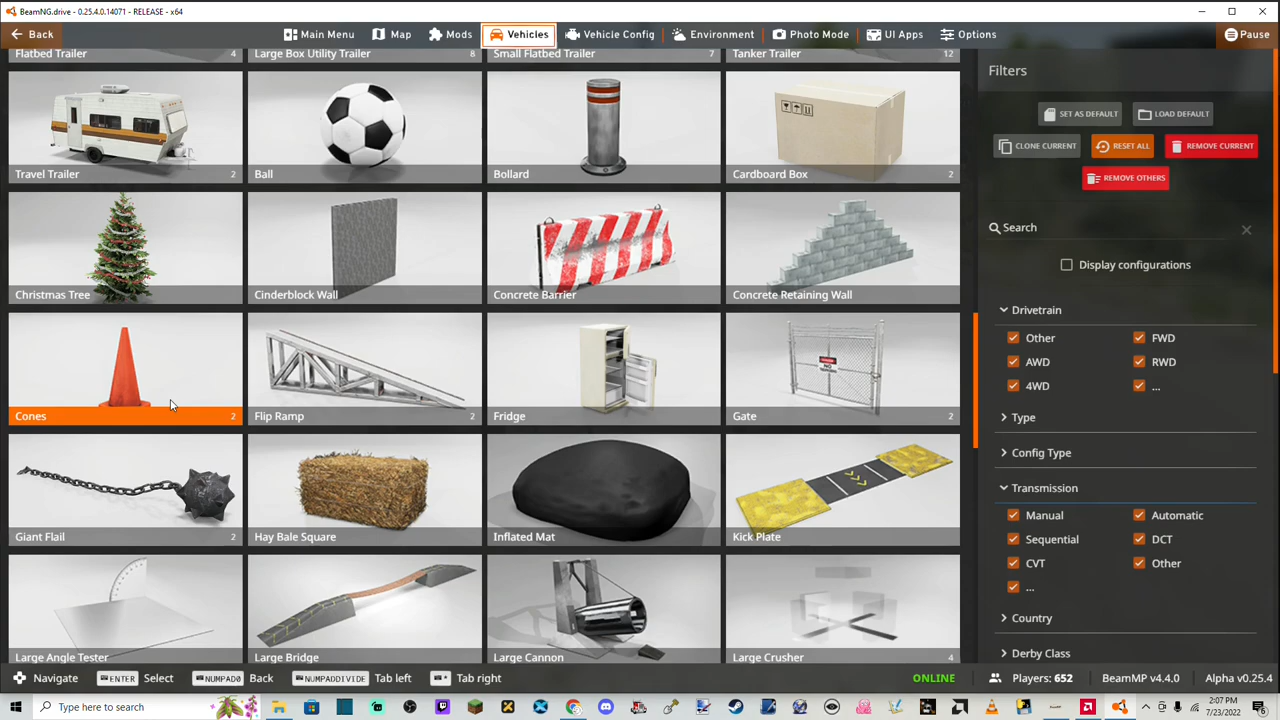 BeamNG.drive - 0.25.4.0.14071 - RELEASE - x64
Back
Main Menu
Map
Mods
Vehicles
Vehicle Config
Environment
Photo Mode
UI Apps
Options
Pause
Flatbed Trailer 4
Large Box Utility Trailer 8
Small Flatbed Trailer 7
Tanker Trailer 12
Travel Trailer 2
Ball
Bollard
Cardboard Box 2
Christmas Tree
Cinderblock Wall
Concrete Barrier
Concrete Retaining Wall
Cones 2
Flip Ramp 2
Fridge
Gate 2
Giant Flail 2
Hay Bale Square
Inflated Mat
Kick Plate
Large Angle Tester
Large Bridge
Large Cannon
Large Crusher 4
Filters
SET AS DEFAULT
LOAD DEFAULT
CLONE CURRENT
RESET ALL
REMOVE CURRENT
REMOVE OTHERS
Search
Display configurations
Drivetrain
Other
FWD
AWD
RWD
4WD
...
Type
Config Type
Transmission
Manual
Automatic
Sequential
DCT
CVT
Other
...
Country
Derby Class
Navigate
ENTER Select
NUMPAD0 Back
NUMPADDIVIDE Tab left
Tab right
ONLINE
Players: 652
BeamMP v4.4.0
Alpha v0.25.4
Type here to search
2:07 PM
7/23/2022